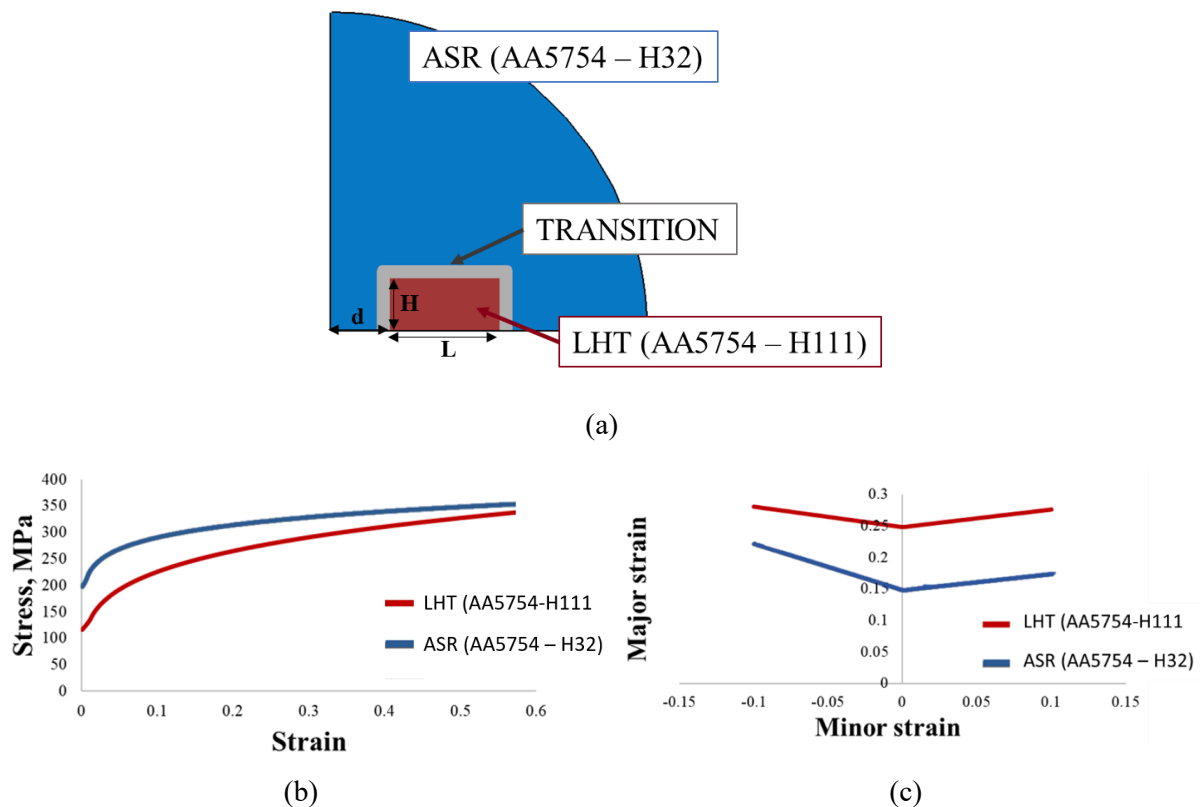 ASR (AA5754 – H32)
TRANSITION
H
d
L
LHT (AA5754 – H111)
(a)
Stress, MPa
400
350
300
250
200
150
100
50
0
0 0.1 0.2 0.3 0.4 0.5 0.6
Strain
LHT (AA5754-H111
ASR (AA5754 – H32)
(b)
Major strain
0.3
0.25
0.2
0.15
0.1
0.05
0
-0.15 -0.1 -0.05 0 0.05 0.1 0.15
Minor strain
LHT (AA5754-H111
ASR (AA5754 – H32)
(c)